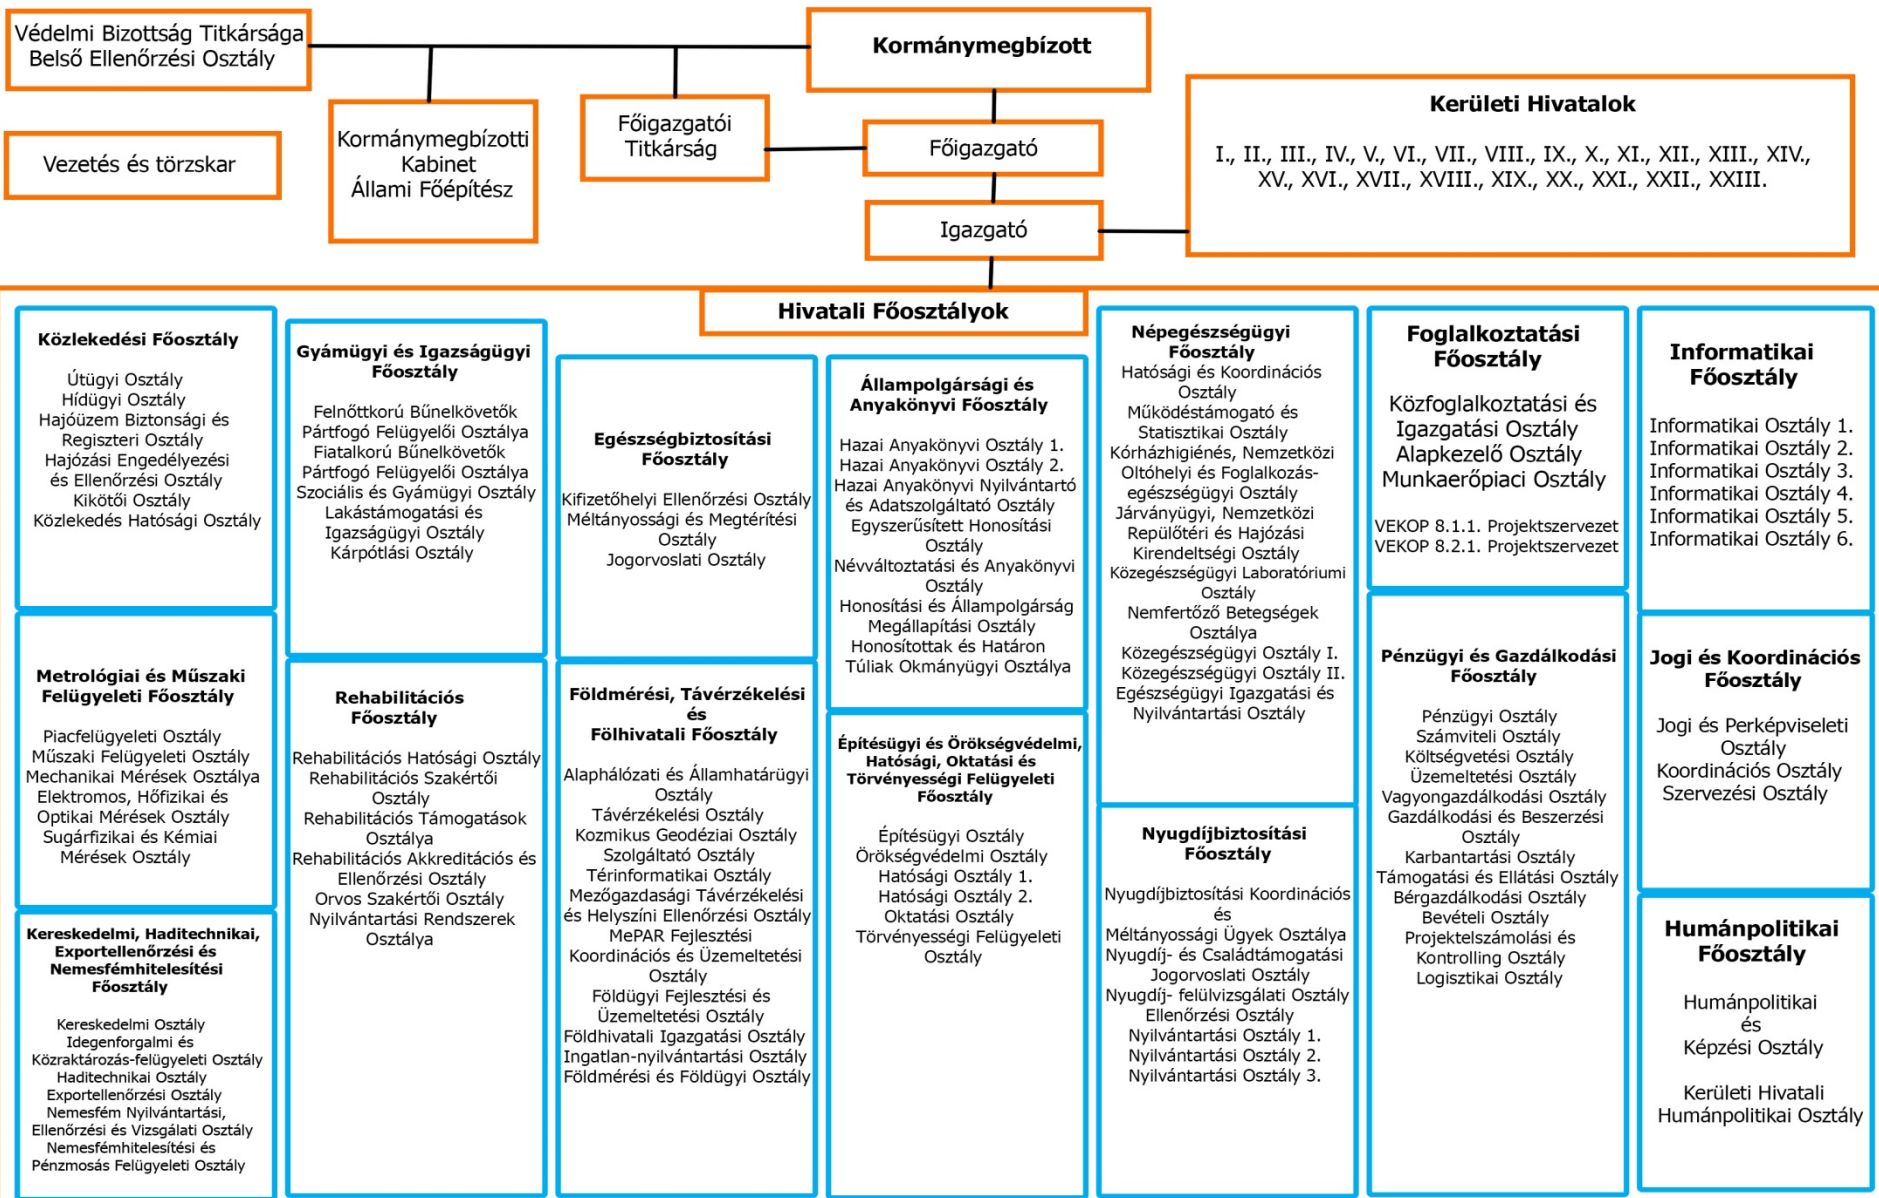 Védelmi Bizottság Titkársága
Belső Ellenőrzési Osztály
Kormánymegbízott
Vezetés és törzskar
Kormánymegbízotti
Kabinet
Állami Főépítész
Főigazgatói
Titkárság
Főigazgató
Igazgató
Kerületi Hivatalok
I., II., III., IV., V., VI., VII., VIII., IX., X., XI., XII., XIII., XIV.,
XV., XVI., XVII., XVIII., XIX., XX., XXI., XXII., XXIII.
Hivatali Főosztályok
Közlekedési Főosztály
Útügyi Osztály
Hídügyi Osztály
Hajóüzem Biztonsági és
Regiszteri Osztály
Hajózási Engedélyezési
és Ellenőrzési Osztály
Kikötői Osztály
Közlekedés Hatósági Osztály
Metrológiai és Műszaki
Felügyeleti Főosztály
Piacfelügyeleti Osztály
Műszaki Felügyeleti Osztály
Mechanikai Mérések Osztálya
Elektromos, Hőfizikai és
Optikai Mérések Osztály
Sugárfizikai és Kémiai
Mérések Osztály
Kereskedelmi, Haditechnikai,
Exportellenőrzési és
Nemesfémhitelesítési
Főosztály
Kereskedelmi Osztály
Idegenforgalmi és
Közraktározás-felügyeleti Osztály
Haditechnikai Osztály
Exportellenőrzési Osztály
Nemesfém Nyilvántartási,
Ellenőrzési és Vizsgálati Osztály
Nemesfémhitelesítési és
Pénzmosás Felügyeleti Osztály
Gyámügyi és Igazságügyi
Főosztály
Felnőttkorú Bűnelkövetők
Pártfogó Felügyelői Osztálya
Fiatalkorú Bűnelkövetők
Pártfogó Felügyelői Osztálya
Szociális és Gyámügyi Osztály
Lakástámogatási és
Igazságügyi Osztály
Kárpótlási Osztály
Rehabilitációs
Főosztály
Rehabilitációs Hatósági Osztály
Rehabilitációs Szakértői
Osztály
Rehabilitációs Támogatások
Osztálya
Rehabilitációs Akkreditációs és
Ellenőrzési Osztály
Orvos Szakértői Osztály
Nyilvántartási Rendszerek
Osztálya
Egészségbiztosítási
Főosztály
Kifizetőhelyi Ellenőrzési Osztály
Méltányossági és Megtérítési
Osztály
Jogorvoslati Osztály
Földmérési, Távérzékelési
és
Fölhivatali Főosztály
Alaphálózati és Államhatárügyi
Osztály
Távérzékelési Osztály
Kozmikus Geodéziai Osztály
Szolgáltató Osztály
Térinformatikai Osztály
Mezőgazdasági Távérzékelési
és Helyszíni Ellenőrzési Osztály
MePAR Fejlesztési
Koordinációs és Üzemeltetési
Osztály
Földügyi Fejlesztési és
Üzemeltetési Osztály
Földhivatali Igazgatási Osztály
Ingatlan-nyilvántartási Osztály
Földmérési és Földügyi Osztály
Állampolgársági és
Anyakönyvi Főosztály
Hazai Anyakönyvi Osztály 1.
Hazai Anyakönyvi Osztály 2.
Hazai Anyakönyvi Nyilvántartó
és Adatszolgáltató Osztály
Egyszerűsített Honosítási
Osztály
Névváltoztatási és Anyakönyvi
Osztály
Honosítási és Állampolgárság
Megállapítási Osztály
Honosítottak és Határon
Túliak Okmányügyi Osztálya
Építésügyi és Örökségvédelmi,
Hatósági, Oktatási és
Törvényességi Felügyeleti
Főosztály
Építésügyi Osztály
Örökségvédelmi Osztály
Hatósági Osztály 1.
Hatósági Osztály 2.
Oktatási Osztály
Törvényességi Felügyeleti
Osztály
Népegészségügyi
Főosztály
Hatósági és Koordinációs
Osztály
Működéstámogató és
Statisztikai Osztály
Kórházhigiénés, Nemzetközi
Oltóhelyi és Foglalkozás-
egészségügyi Osztály
Járványügyi, Nemzetközi
Repülőtéri és Hajózási
Kirendeltségi Osztály
Közegészségügyi Laboratóriumi
Osztály
Nemfertőző Betegségek
Osztálya
Közegészségügyi Osztály I.
Közegészségügyi Osztály II.
Egészségügyi Igazgatási és
Nyilvántartási Osztály
Nyugdíjbiztosítási
Főosztály
Nyugdíjbiztosítási Koordinációs
és
Méltányossági Ügyek Osztálya
Nyugdíj- és Családtámogatási
Jogorvoslati Osztály
Nyugdíj- felülvizsgálati Osztály
Ellenőrzési Osztály
Nyilvántartási Osztály 1.
Nyilvántartási Osztály 2.
Nyilvántartási Osztály 3.
Foglalkoztatási
Főosztály
Közfoglalkoztatási és
Igazgatási Osztály
Alapkezelő Osztály
Munkaerőpiaci Osztály
VEKOP 8.1.1. Projektszervezet
VEKOP 8.2.1. Projektszervezet
Pénzügyi és Gazdálkodási
Főosztály
Pénzügyi Osztály
Számviteli Osztály
Költségvetési Osztály
Üzemeltetési Osztály
Vagyongazdálkodási Osztály
Gazdálkodási és Beszerzési
Osztály
Karbantartási Osztály
Támogatási és Ellátási Osztály
Bérgazdálkodási Osztály
Bevételi Osztály
Projektelszámolási és
Kontrolling Osztály
Logisztikai Osztály
Informatikai
Főosztály
Informatikai Osztály 1.
Informatikai Osztály 2.
Informatikai Osztály 3.
Informatikai Osztály 4.
Informatikai Osztály 5.
Informatikai Osztály 6.
Jogi és Koordinációs
Főosztály
Jogi és Perképviseleti
Osztály
Koordinációs Osztály
Szervezési Osztály
Humánpolitikai
Főosztály
Humánpolitikai
és
Képzési Osztály
Kerületi Hivatali
Humánpolitikai Osztály